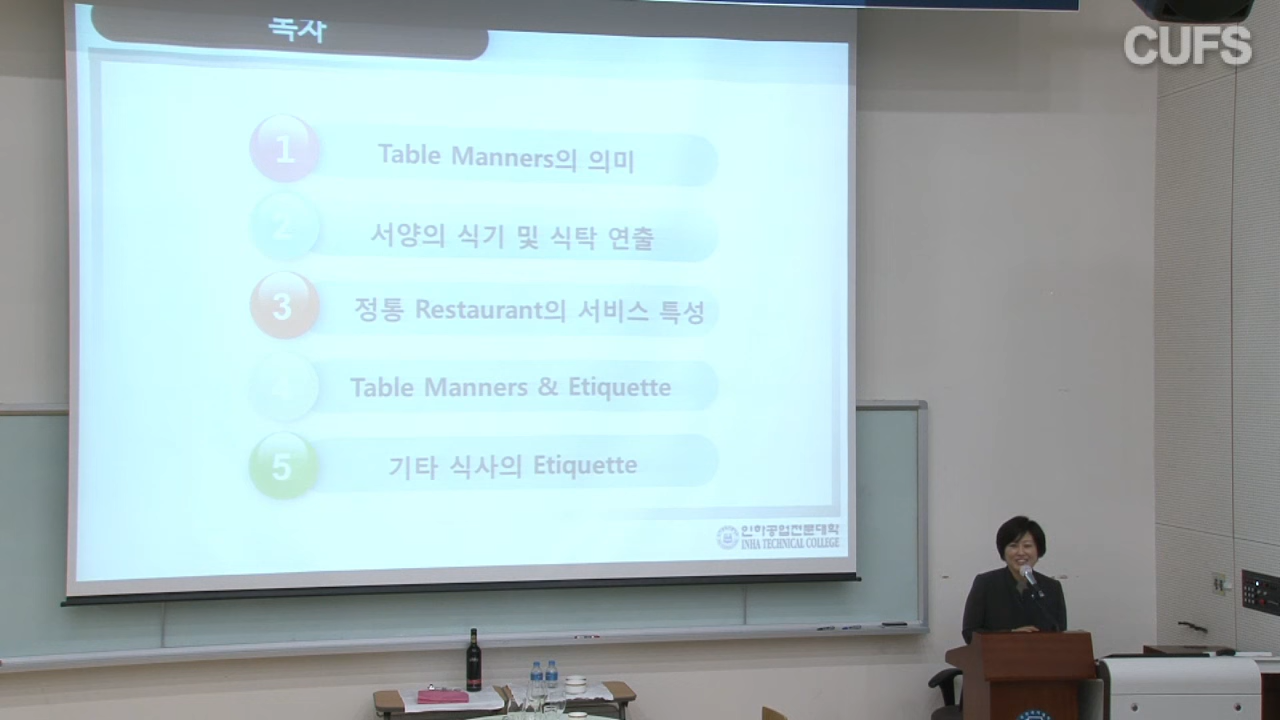 목차
CUFS
1 Table Manners의 의미
2 서양의 식기 및 식탁 연출
3 정통 Restaurant의 서비스 특성
4 Table Manners & Etiquette
5 기타 식사의 Etiquette
인하공업전문대학
INHA TECHNICAL COLLEGE